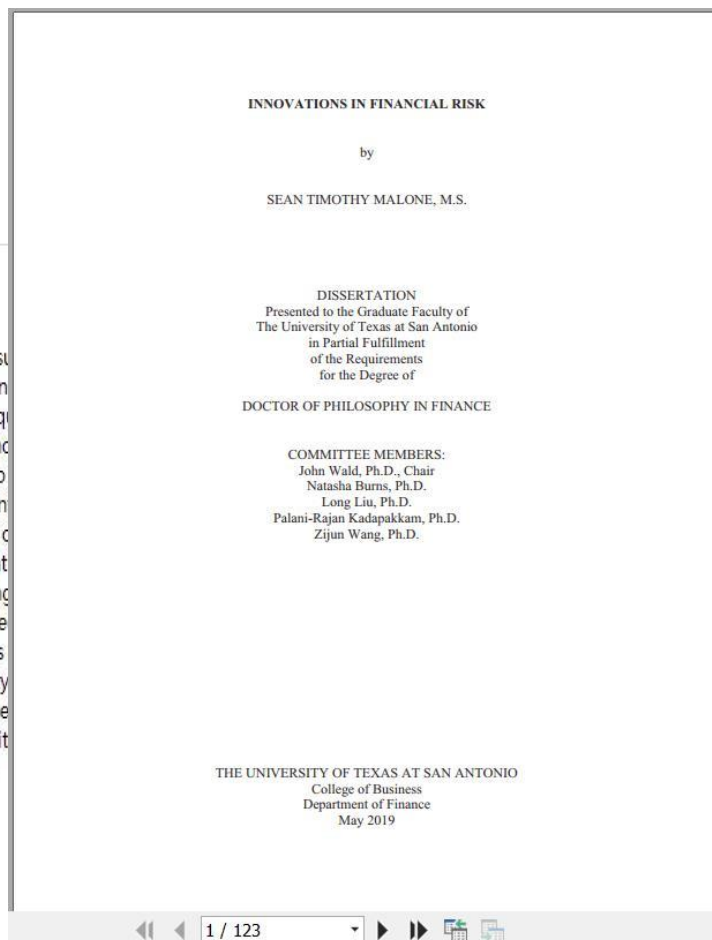 INNOVATIONS IN FINANCIAL RISK
by
SEAN TIMOTHY MALONE, M.S.
DISSERTATION
Presented to the Graduate Faculty of
The University of Texas at San Antonio
in Partial Fulfillment
of the Requirements
for the Degree of
DOCTOR OF PHILOSOPHY IN FINANCE
COMMITTEE MEMBERS:
John Wald, Ph.D., Chair
Natasha Burns, Ph.D.
Long Liu, Ph.D.
Palani-Rajan Kadapakkam, Ph.D.
Zijun Wang, Ph.D.
THE UNIVERSITY OF TEXAS AT SAN ANTONIO
College of Business
Department of Finance
May 2019
1 / 123